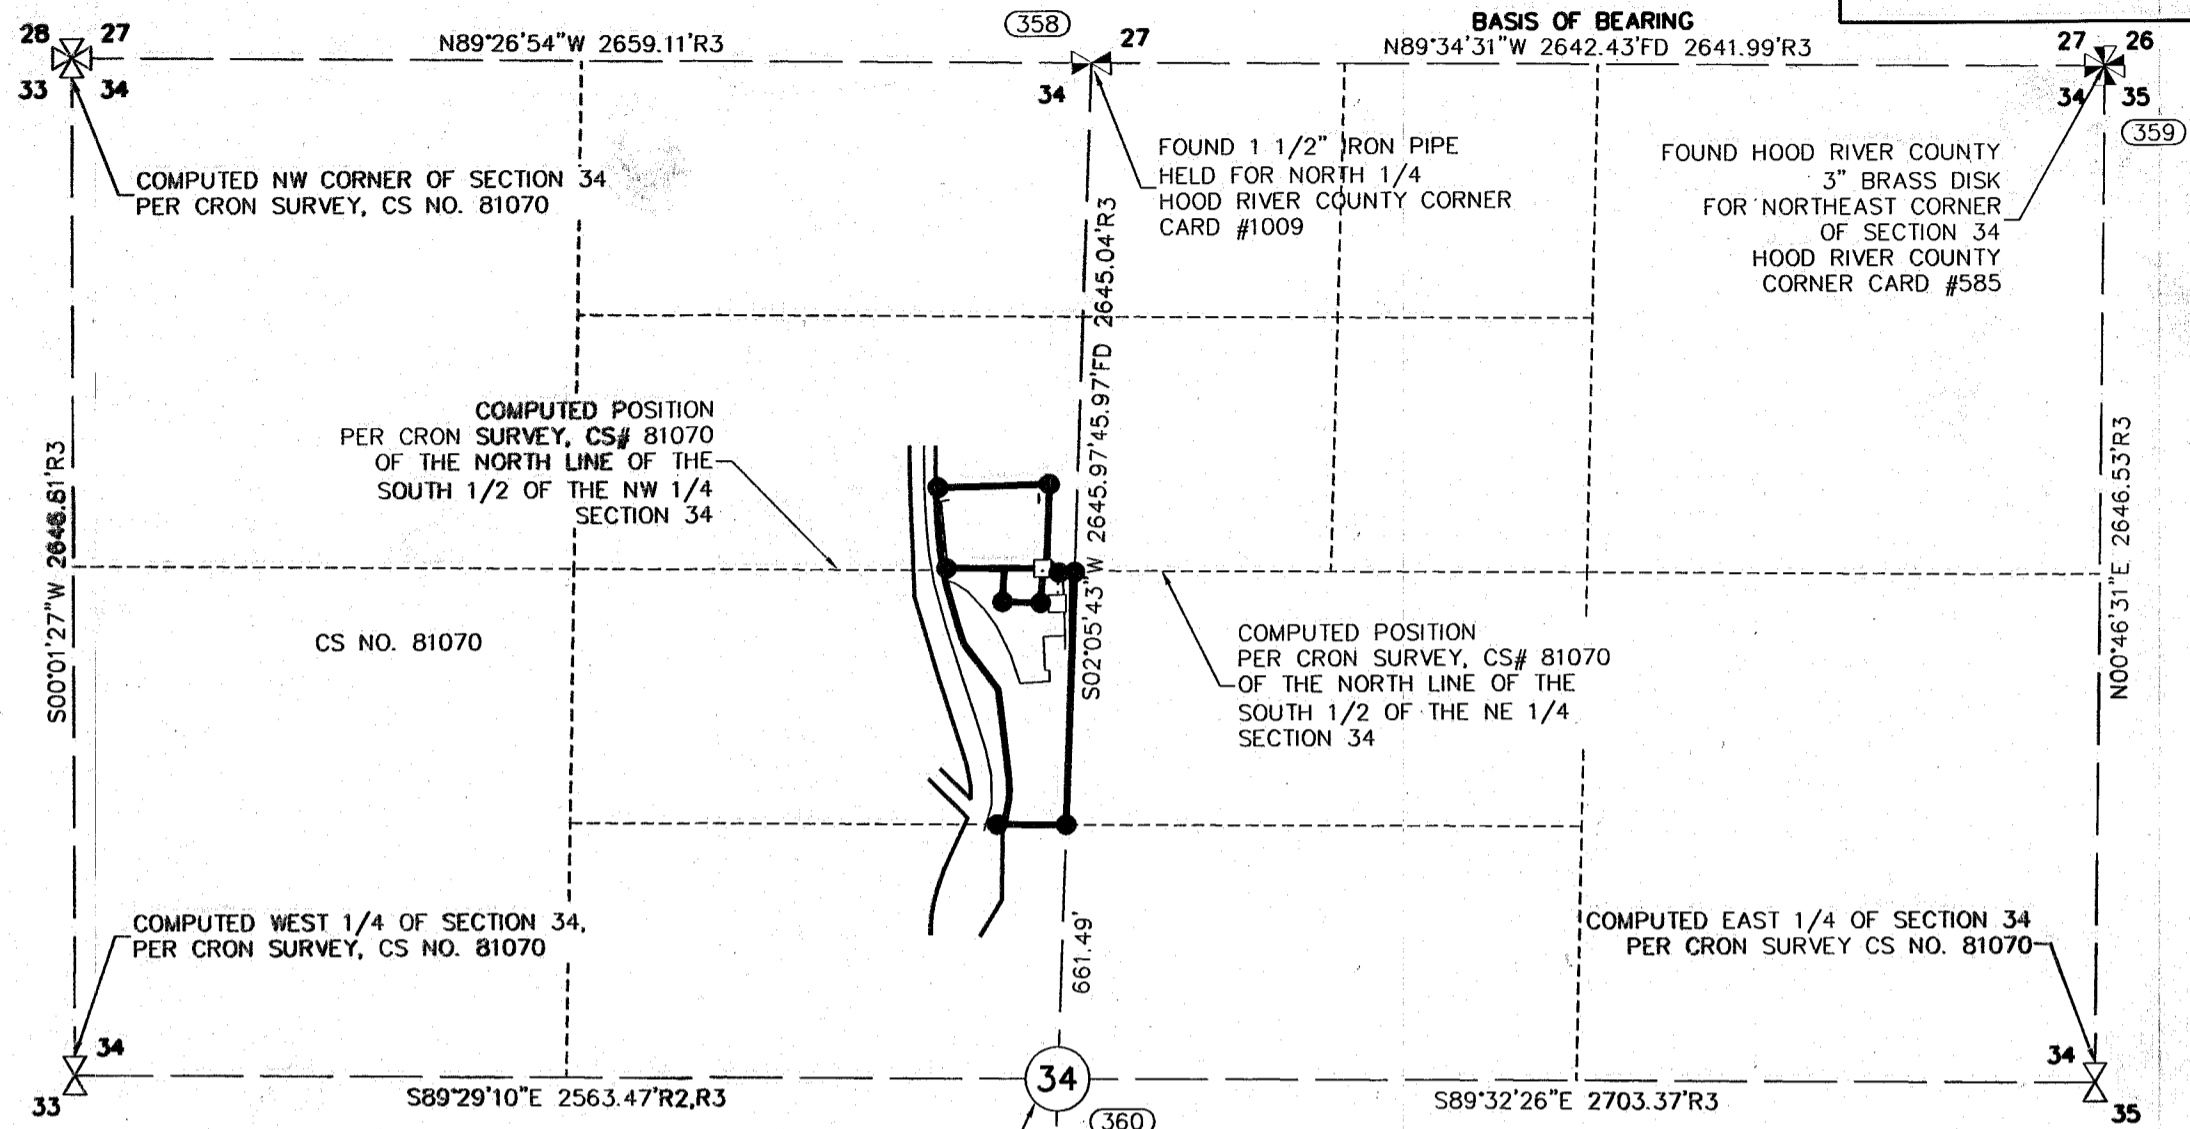 28
27
N89°26'54"W 2659.11'R3
358
27
BASIS OF BEARING
N89°34'31"W 2642.43'FD 2641.99'R3
27
26
33
34
34
34
35
359
COMPUTED NW CORNER OF SECTION 34
PER CRON SURVEY, CS NO. 81070
FOUND 1 1/2" IRON PIPE
HELD FOR NORTH 1/4
HOOD RIVER COUNTY CORNER
CARD #1009
FOUND HOOD RIVER COUNTY
3" BRASS DISK
FOR NORTHEAST CORNER
OF SECTION 34
HOOD RIVER COUNTY
CORNER CARD #585
S02°05'43"W 2645.97'45.97'FD 2645.04'R3
COMPUTED POSITION
PER CRON SURVEY, CS# 81070
OF THE NORTH LINE OF THE
SOUTH 1/2 OF THE NW 1/4
SECTION 34
S00°01'27"W 2646.81'R3
N00°46'31"E 2646.53'R3
CS NO. 81070
COMPUTED POSITION
PER CRON SURVEY, CS# 81070
OF THE NORTH LINE OF THE
SOUTH 1/2 OF THE NE 1/4
SECTION 34
COMPUTED WEST 1/4 OF SECTION 34,
PER CRON SURVEY, CS NO. 81070
661.49'
COMPUTED EAST 1/4 OF SECTION 34
PER CRON SURVEY CS NO. 81070
34
34
34
33
S89°29'10"E 2563.47'R2,R3
360
S89°32'26"E 2703.37'R3
35